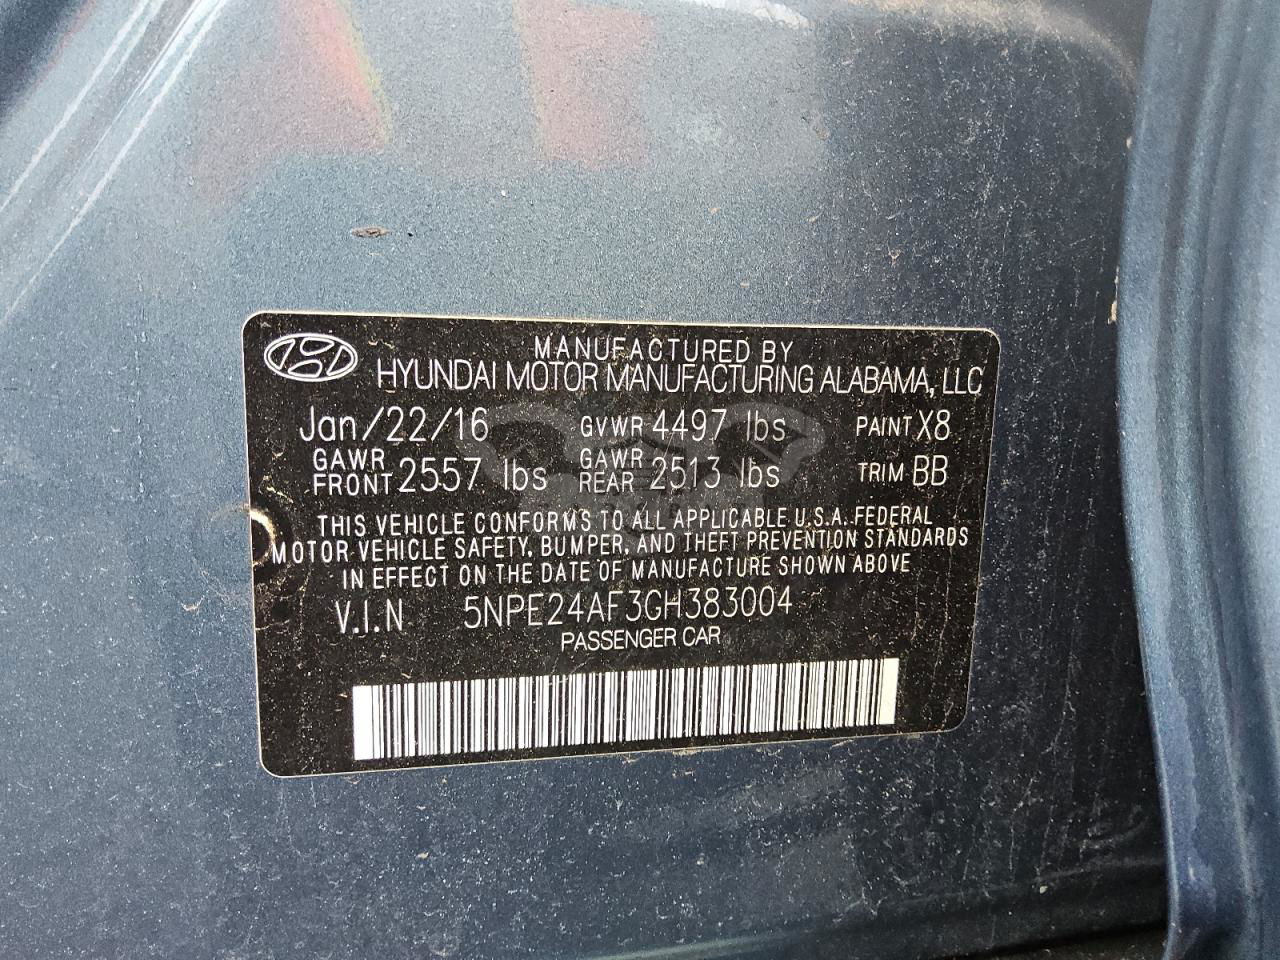 MANUFACTURED BY
HYUNDAI MOTOR MANUFACTURING ALABAMA, LLC
Jan/22/16 GVWR 4497 lbs PAINT X8
GAWR FRONT 2557 lbs GAWR REAR 2513 lbs TRIM BB
THIS VEHICLE CONFORMS TO ALL APPLICABLE U.S.A. FEDERAL
MOTOR VEHICLE SAFETY, BUMPER, AND THEFT PREVENTION STANDARDS
IN EFFECT ON THE DATE OF MANUFACTURE SHOWN ABOVE
V.I.N 5NPE24AF3GH383004
PASSENGER CAR